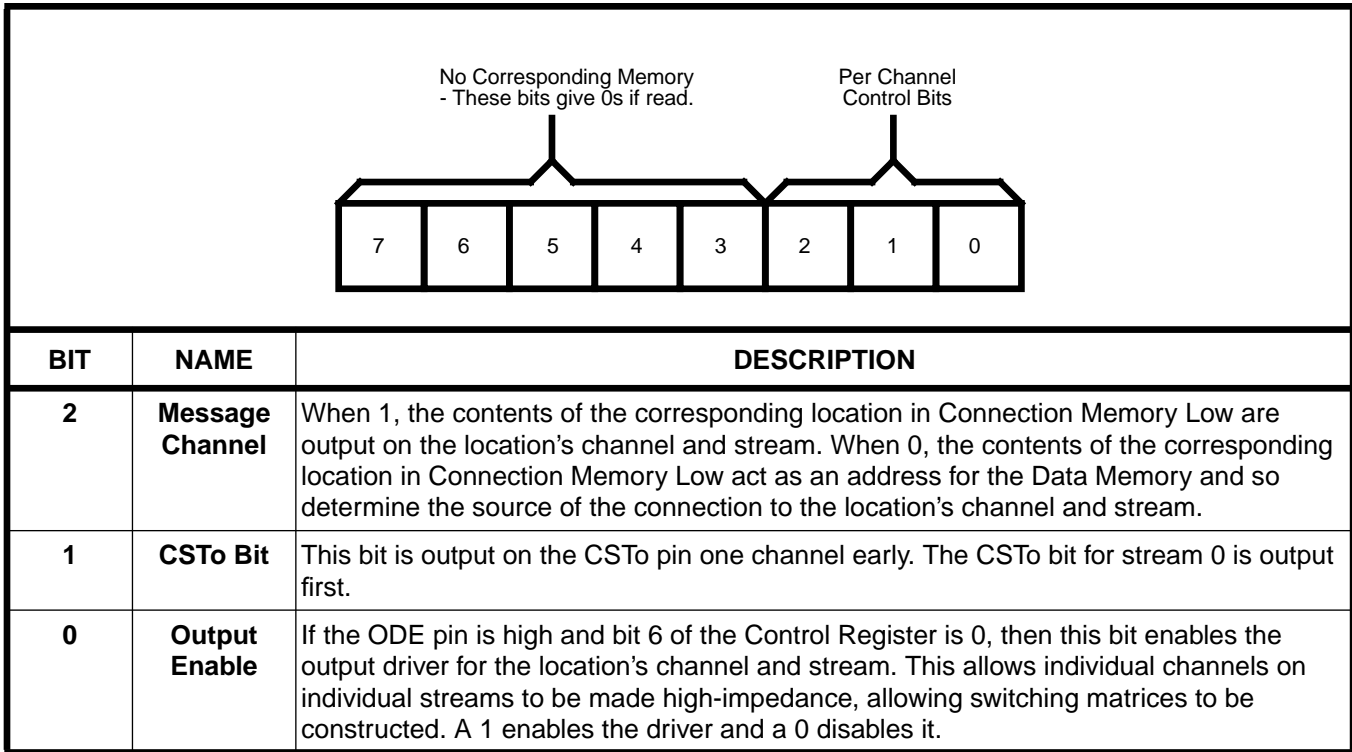 No Corresponding Memory
- These bits give 0s if read.
Per Channel
Control Bits
7 6 5 4 3 2 1 0
BIT NAME DESCRIPTION
2 Message Channel When 1, the contents of the corresponding location in Connection Memory Low are
output on the location's channel and stream. When 0, the contents of the corresponding
location in Connection Memory Low act as an address for the Data Memory and so
determine the source of the connection to the location's channel and stream.
1 CSTo Bit This bit is output on the CSTo pin one channel early. The CSTo bit for stream 0 is output
first.
0 Output Enable If the ODE pin is high and bit 6 of the Control Register is 0, then this bit enables the
output driver for the location's channel and stream. This allows individual channels on
individual streams to be made high-impedance, allowing switching matrices to be
constructed. A 1 enables the driver and a 0 disables it.